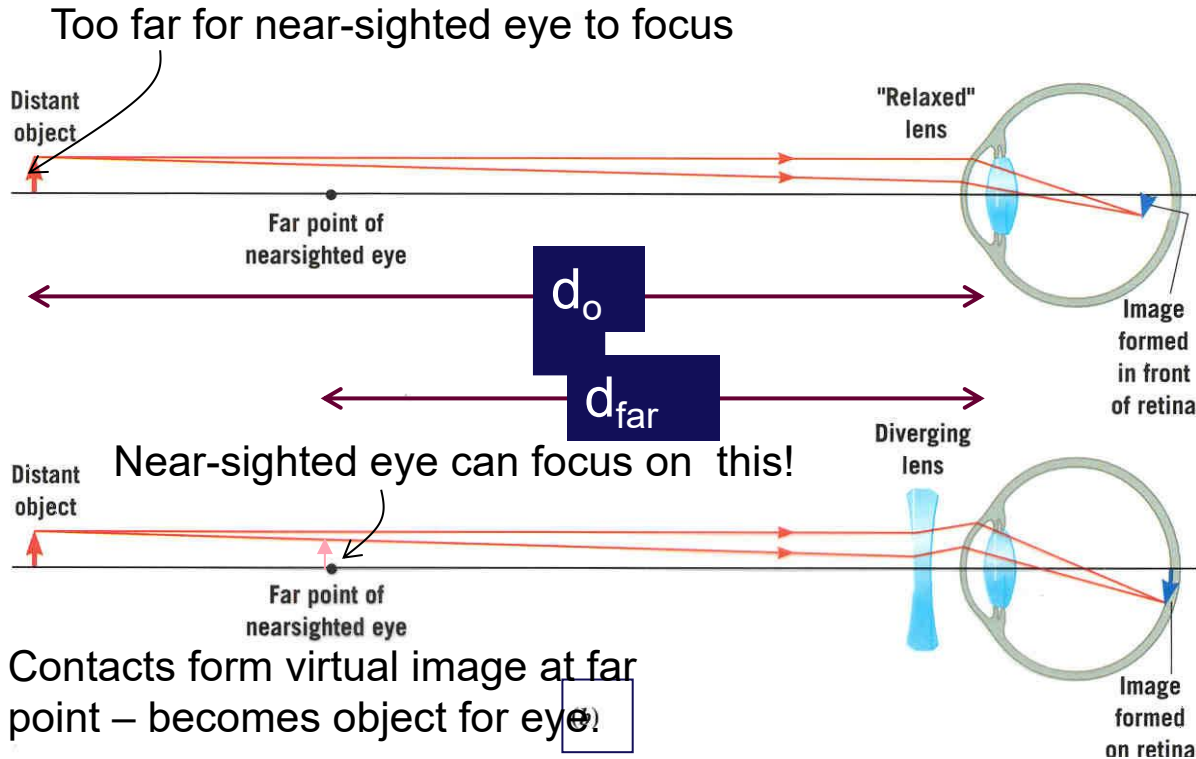 Too far for near-sighted eye to focus
Distant
object
"Relaxed"
lens
Far point of
nearsighted eye
d_o
Image
formed
in front
of retina
d_far
Diverging
lens
Near-sighted eye can focus on  this!
Distant
object
Far point of
nearsighted eye
Contacts form virtual image at far
point – becomes object for eye.
Image
formed
on retina